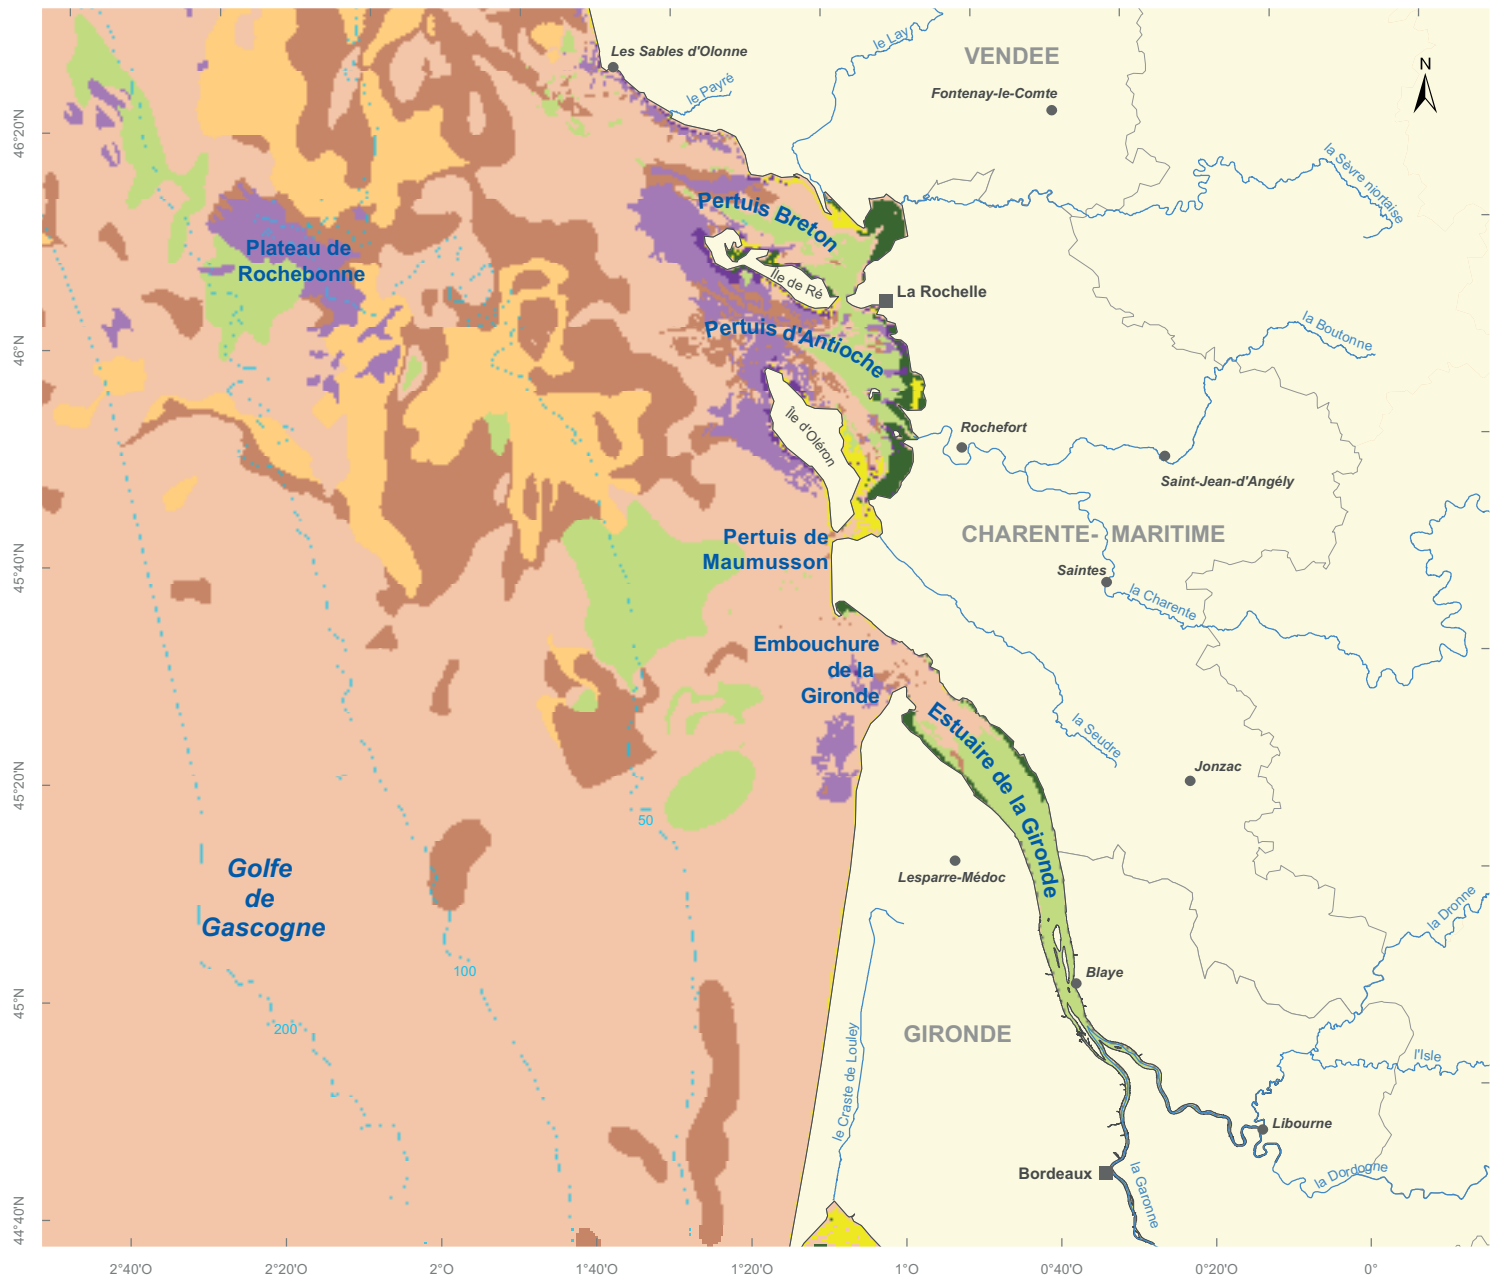 Les Sables d'Olonne
le Payré
le Lay
VENDEE
Fontenay-le-Comte
N
la Sèvre niortaise
Pertuis Breton
Plateau de
Rochebonne
Île de Ré
La Rochelle
Pertuis d'Antioche
la Boutonne
Île d'Oléron
Rochefort
Saint-Jean-d'Angély
CHARENTE- MARITIME
Pertuis de
Maumusson
Saintes
la Charente
Embouchure
de la
Gironde
Estuaire de la Gironde
la Seudre
Jonzac
50
Golfe
de
Gascogne
Lesparre-Médoc
la Dronne
100
Blaye
200
GIRONDE
le Craste de Louley
l'Isle
Libourne
Bordeaux
la Garonne
la Dordogne
46°20'N
46°N
45°40'N
45°20'N
45°N
44°40'N
2°40'O
2°20'O
2°O
1°40'O
1°20'O
1°O
0°40'O
0°20'O
0°